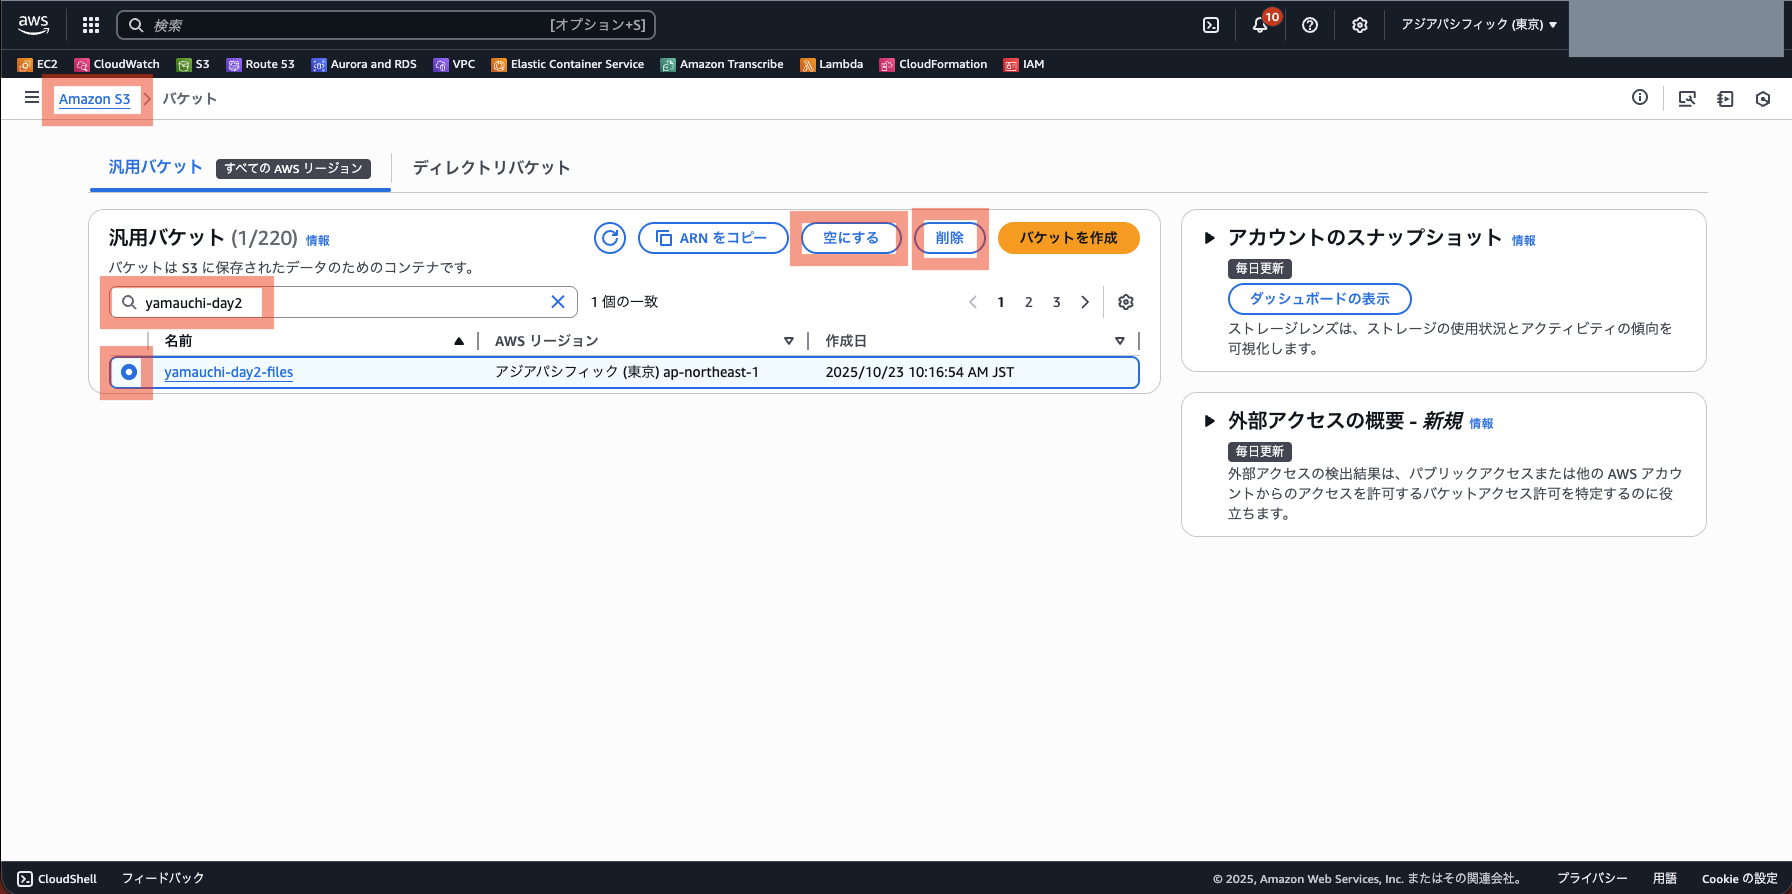 aws
検索 [オプション+S]
10
アジアパシフィック (東京)
EC2 CloudWatch S3 Route 53 Aurora and RDS VPC Elastic Container Service Amazon Transcribe Lambda CloudFormation IAM
Amazon S3 バケット
汎用バケット すべての AWS リージョン ディレクトリバケット
汎用バケット (1/220) 情報
ARN をコピー 空にする 削除 バケットを作成
バケットは S3 に保存されたデータのためのコンテナです。
yamauchi-day2 1 個の一致 1 2 3
名前 AWS リージョン 作成日
yamauchi-day2-files アジアパシフィック (東京) ap-northeast-1 2025/10/23 10:16:54 AM JST
アカウントのスナップショット 情報
毎日更新
ダッシュボードの表示
ストレージレンズは、ストレージの使用状況とアクティビティの傾向を
可視化します。
外部アクセスの概要 - 新規 情報
毎日更新
外部アクセスの検出結果は、パブリックアクセスまたは他の AWS アカウ
ントからのアクセスを許可するバケットアクセス許可を特定するのに役
立ちます。
CloudShell フィードバック © 2025, Amazon Web Services, Inc. またはその関連会社。 プライバシー 用語 Cookie の設定